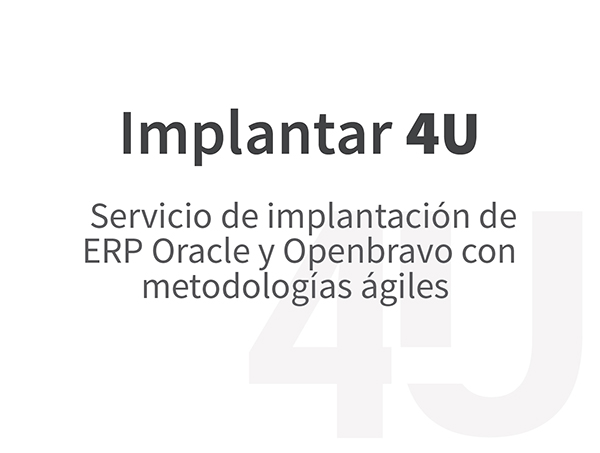 Implantar 4U
Servicio de implantación de
ERP Oracle y Openbravo con
metodologías ágiles
4U